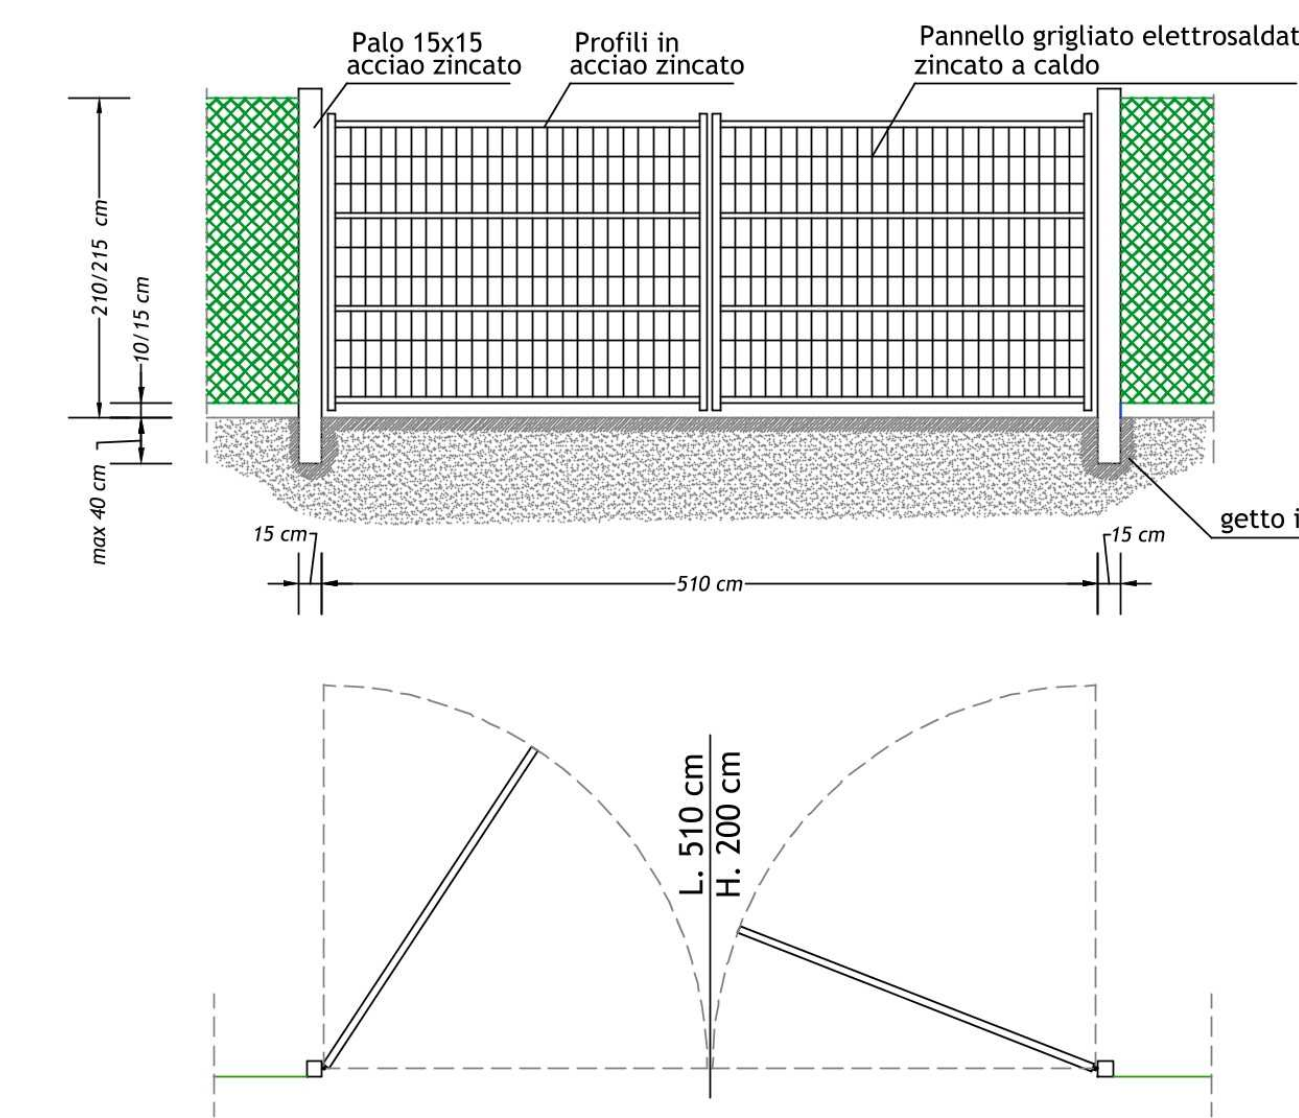 Palo 15x15
acciao zincato
Profili in
acciao zincato
Pannello grigliato elettrosaldat
zincato a caldo
210/215 cm
10/15 cm
max 40 cm
15 cm
510 cm
15 cm
getto i
L. 510 cm
H. 200 cm